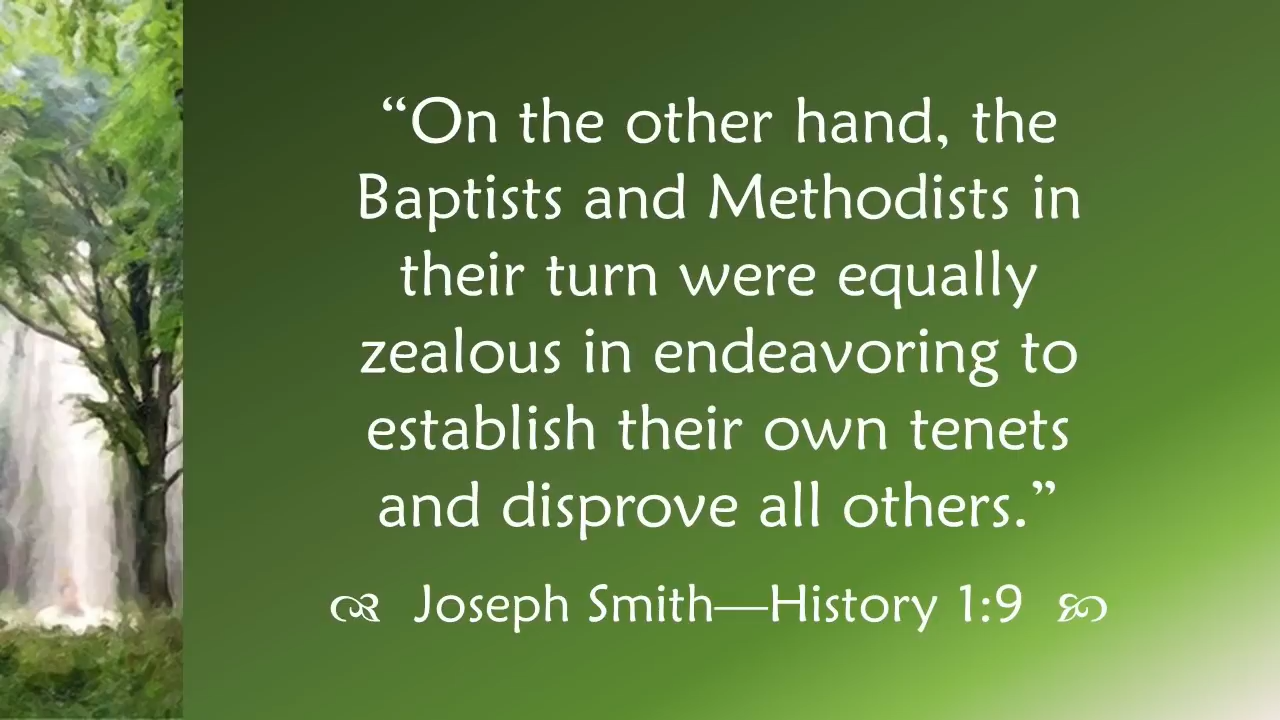 “On the other hand, the
Baptists and Methodists in
their turn were equally
zealous in endeavoring to
establish their own tenets
and disprove all others.”
Joseph Smith—History 1:9